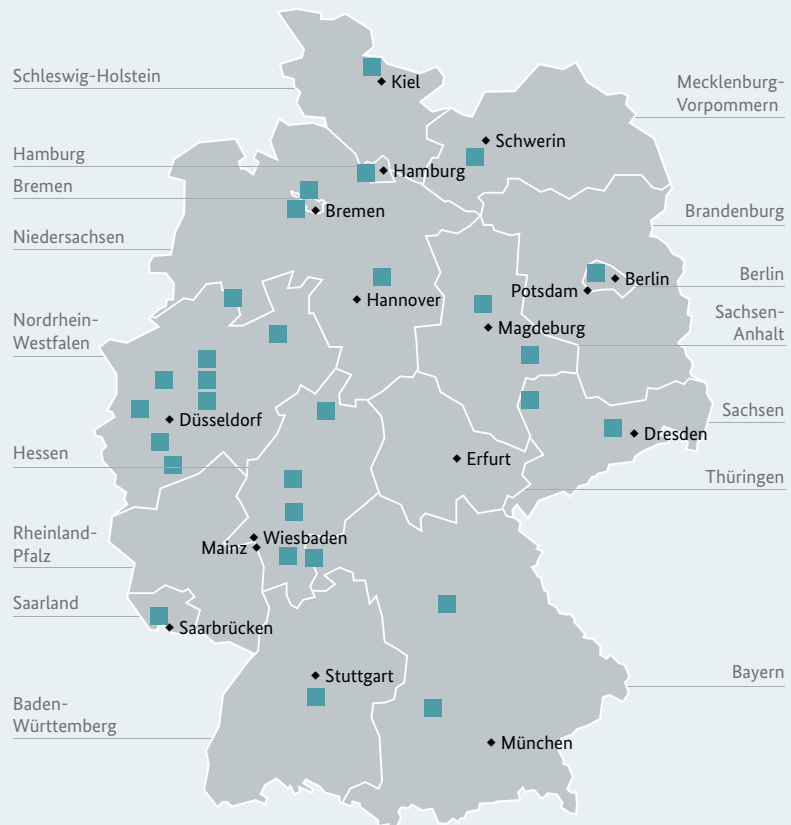 Schleswig-Holstein
Kiel
Mecklenburg-
Vorpommern
Schwerin
Hamburg
Hamburg
Bremen
Bremen
Brandenburg
Niedersachsen
Berlin
Berlin
Potsdam
Hannover
Sachsen-
Anhalt
Nordrhein-
Westfalen
Magdeburg
Düsseldorf
Sachsen
Dresden
Hessen
Erfurt
Thüringen
Rheinland-
Pfalz
Wiesbaden
Mainz
Saarland
Saarbrücken
Stuttgart
Bayern
Baden-
Württemberg
München